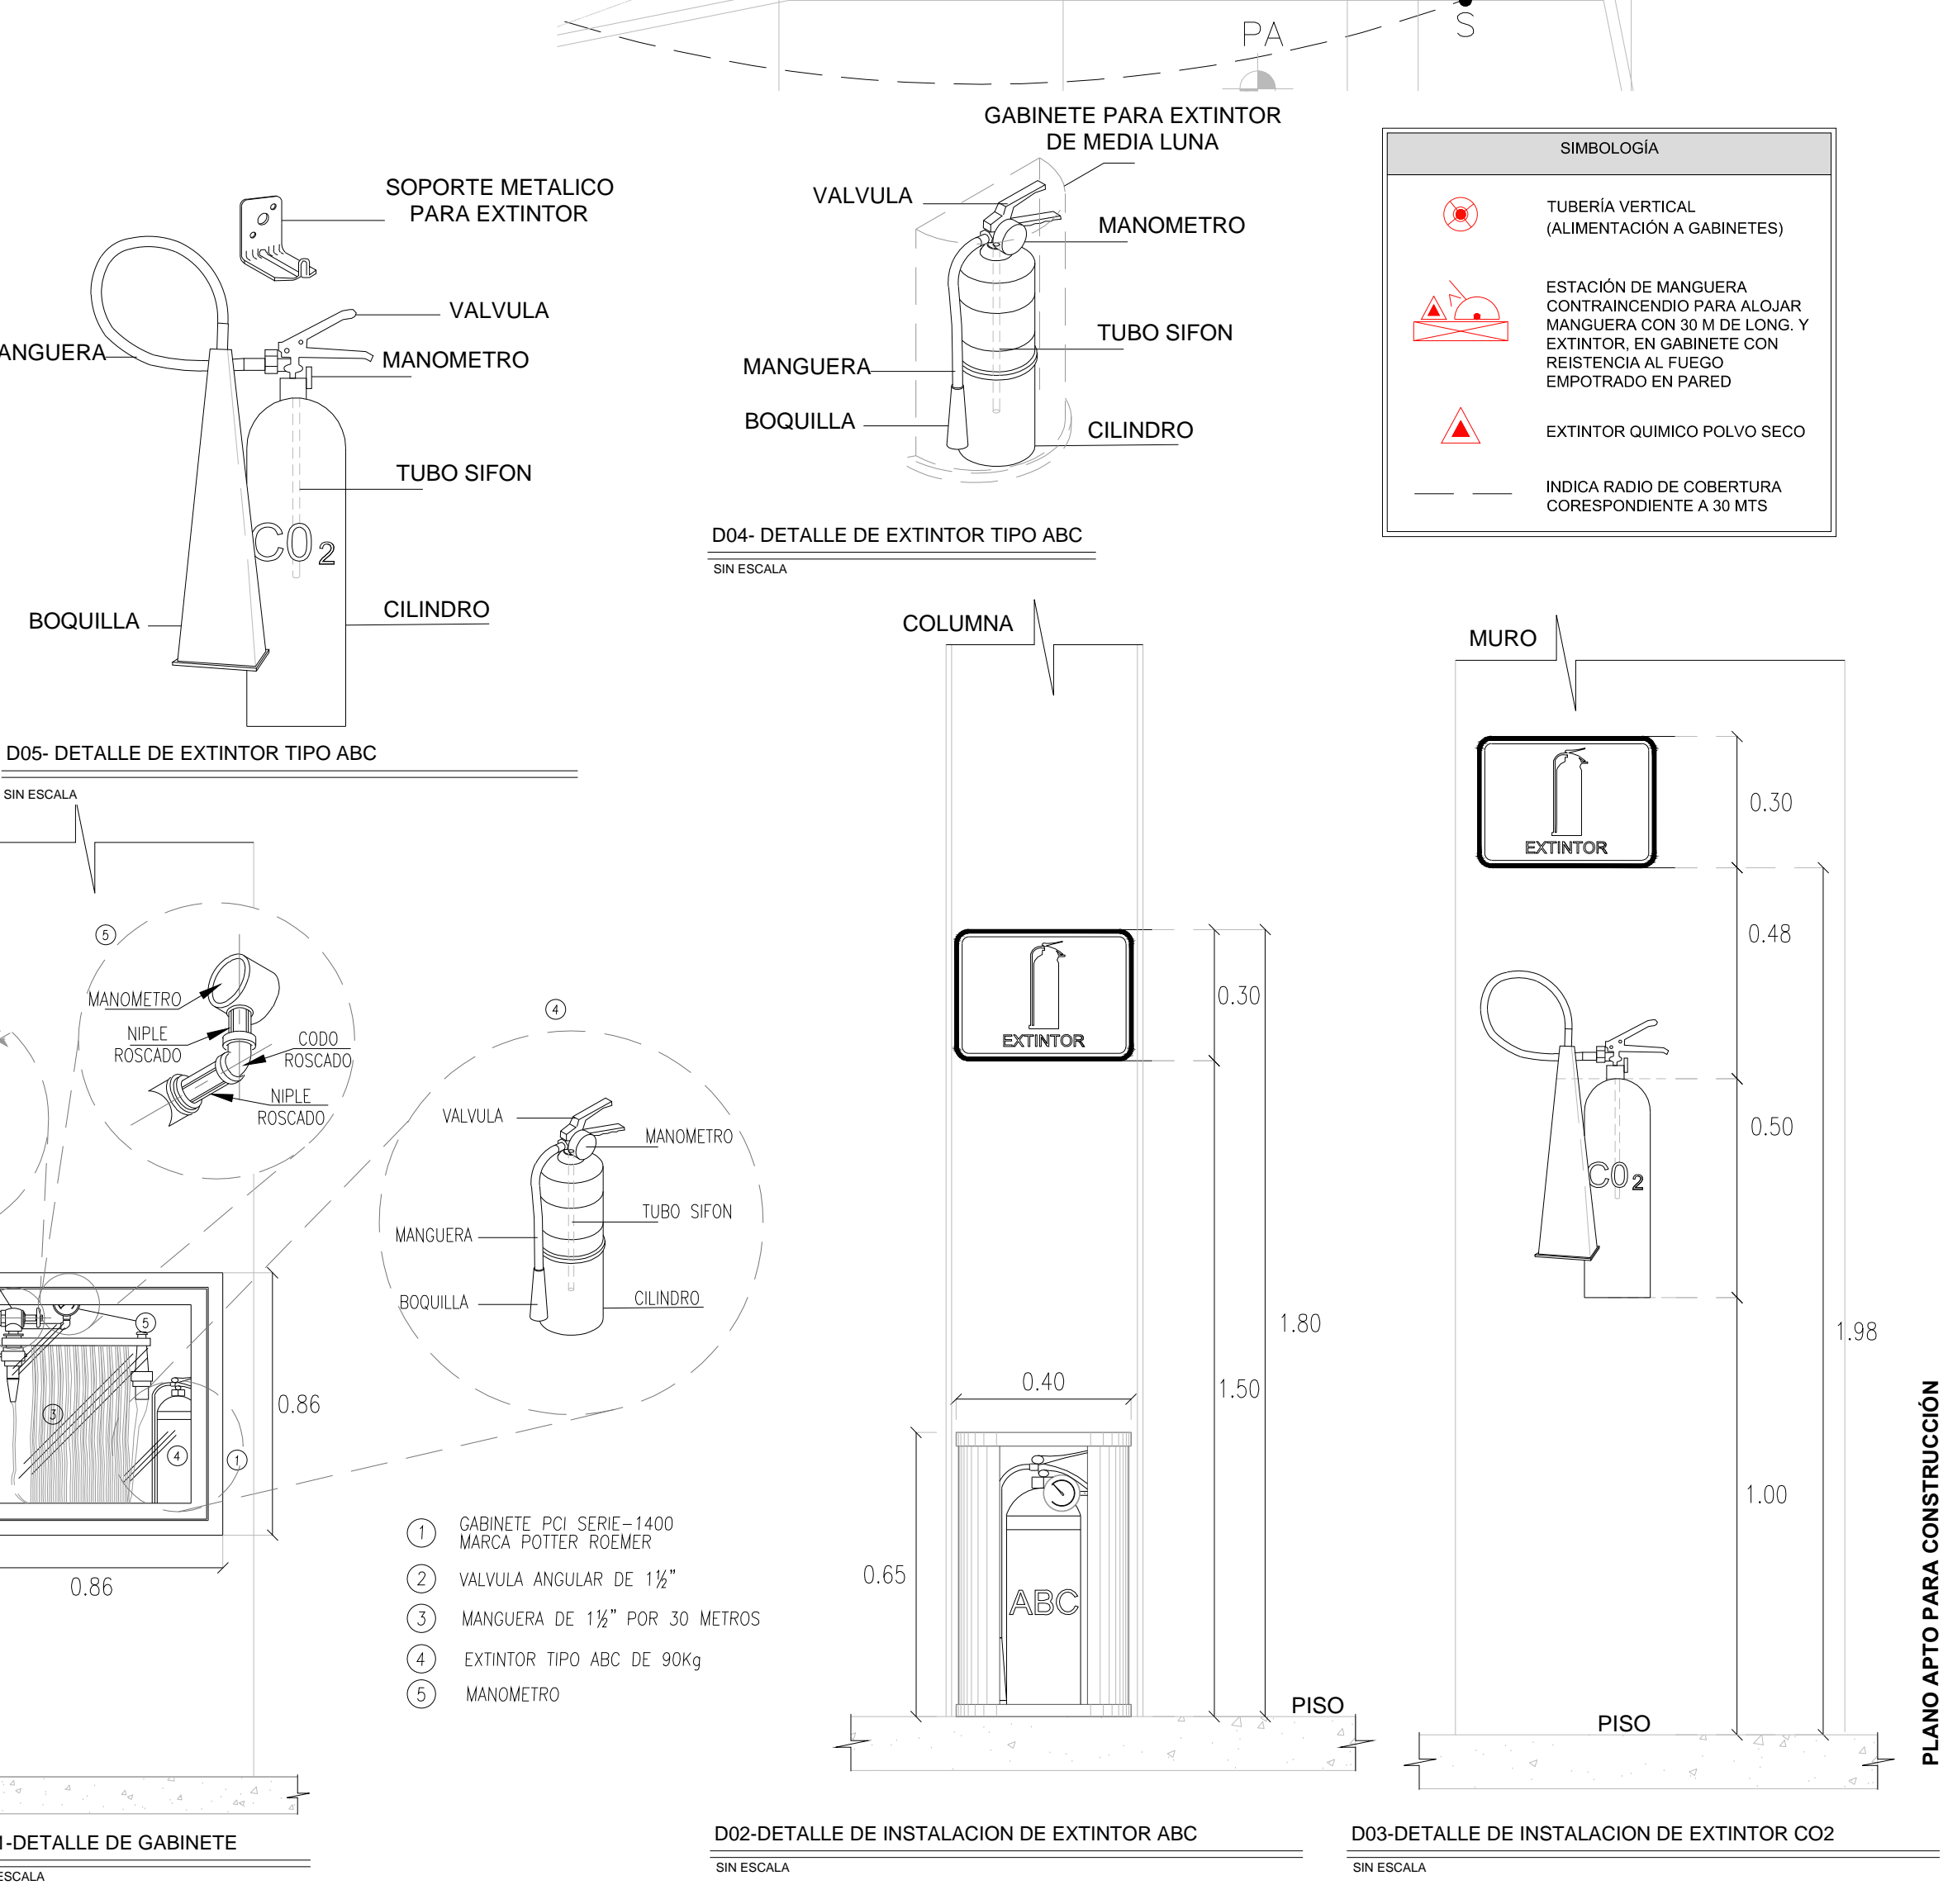 PA
S
GABINETE PARA EXTINTOR
DE MEDIA LUNA
VALVULA
MANOMETRO
TUBO SIFON
MANGUERA
BOQUILLA
CILINDRO
D04- DETALLE DE EXTINTOR TIPO ABC
SIN ESCALA
SIMBOLOGÍA
TUBERÍA VERTICAL
(ALIMENTACIÓN A GABINETES)
ESTACIÓN DE MANGUERA
CONTRAINCENDIO PARA ALOJAR
MANGUERA CON 30 M DE LONG. Y
EXTINTOR, EN GABINETE CON
REISTENCIA AL FUEGO
EMPOTRADO EN PARED
EXTINTOR QUIMICO POLVO SECO
INDICA RADIO DE COBERTURA
CORESPONDIENTE A 30 MTS
SOPORTE METALICO
PARA EXTINTOR
VALVULA
ANGUERA
MANOMETRO
TUBO SIFON
CO2
BOQUILLA
CILINDRO
D05- DETALLE DE EXTINTOR TIPO ABC
SIN ESCALA
5
MANOMETRO
NIPLE
ROSCADO
CODO
ROSCADO
NIPLE
ROSCADO
4
VALVULA
MANOMETRO
TUBO SIFON
MANGUERA
BOQUILLA
CILINDRO
5
3
4
1
0.86
0.86
1 GABINETE PCI SERIE-1400
MARCA POTTER ROEMER
2 VALVULA ANGULAR DE 1½"
3 MANGUERA DE 1½" POR 30 METROS
4 EXTINTOR TIPO ABC DE 90Kg
5 MANOMETRO
1-DETALLE DE GABINETE
ESCALA
COLUMNA
EXTINTOR
0.30
1.80
1.50
0.40
0.65
ABC
PISO
D02-DETALLE DE INSTALACION DE EXTINTOR ABC
SIN ESCALA
MURO
EXTINTOR
0.30
0.48
0.50
CO2
1.98
1.00
PISO
D03-DETALLE DE INSTALACION DE EXTINTOR CO2
SIN ESCALA
PLANO APTO PARA CONSTRUCCIÓN